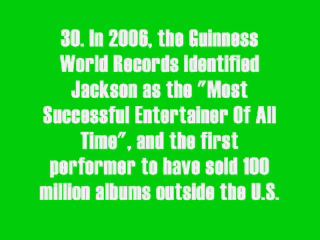 30. In 2006, the Guinness
World Records identified
Jackson as the "Most
Successful Entertainer Of All
Time", and the first
performer to have sold 100
million albums outside the U.S.